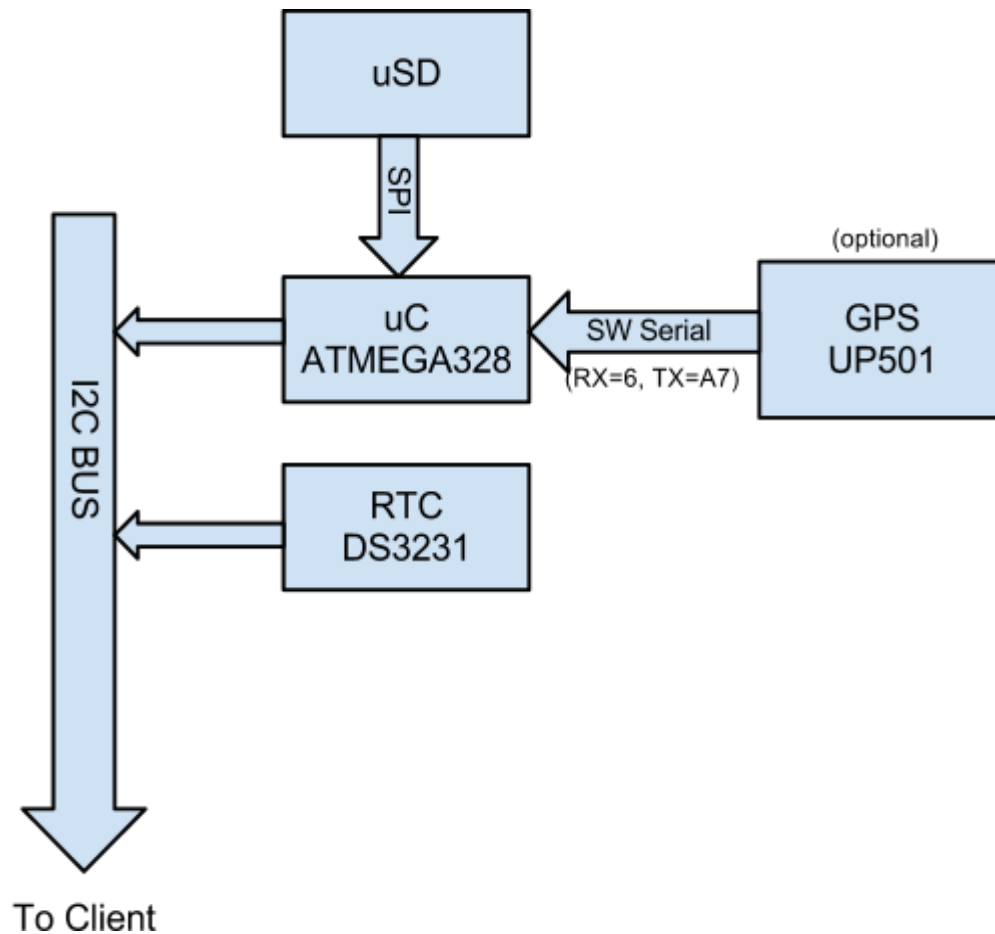 uSD
SPI
(optional)
uC
ATMEGA328
SW Serial
(RX=6, TX=A7)
GPS
UP501
I2C BUS
RTC
DS3231
To Client